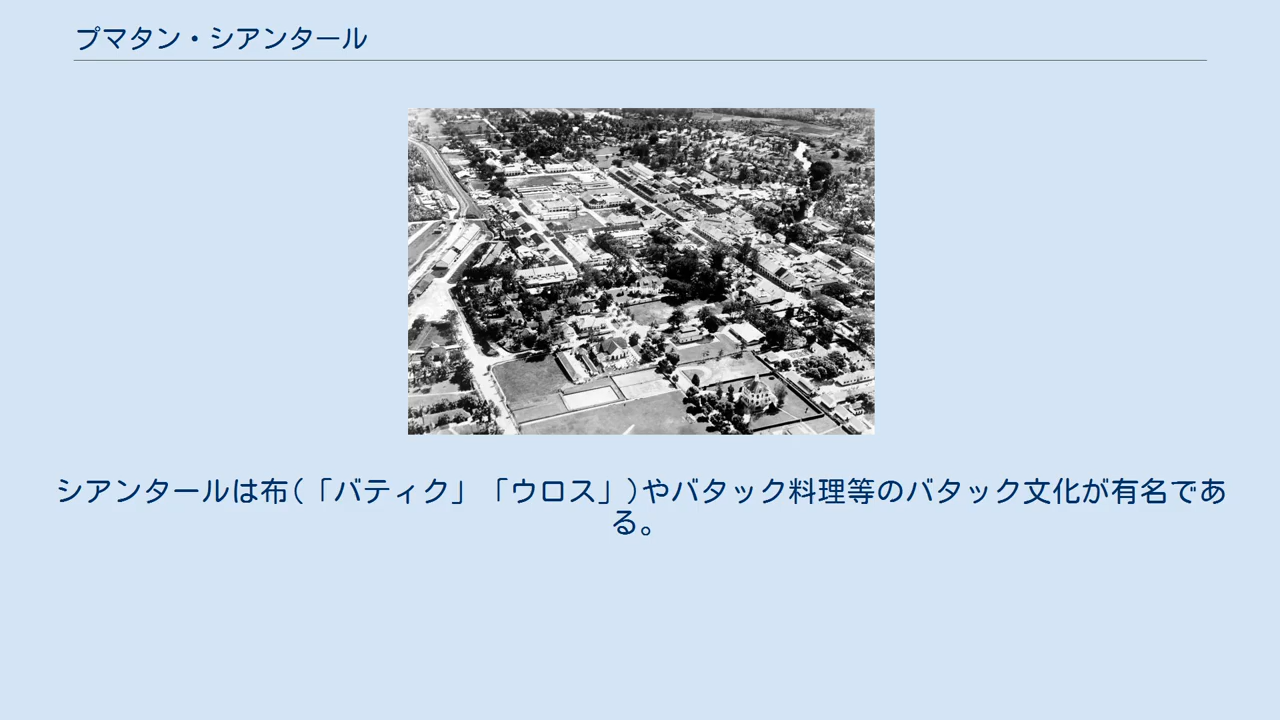 プマタン・シアンタール
シアンタールは布(「バティク」「ウロス」)やバタック料理等のバタック文化が有名であ
る。